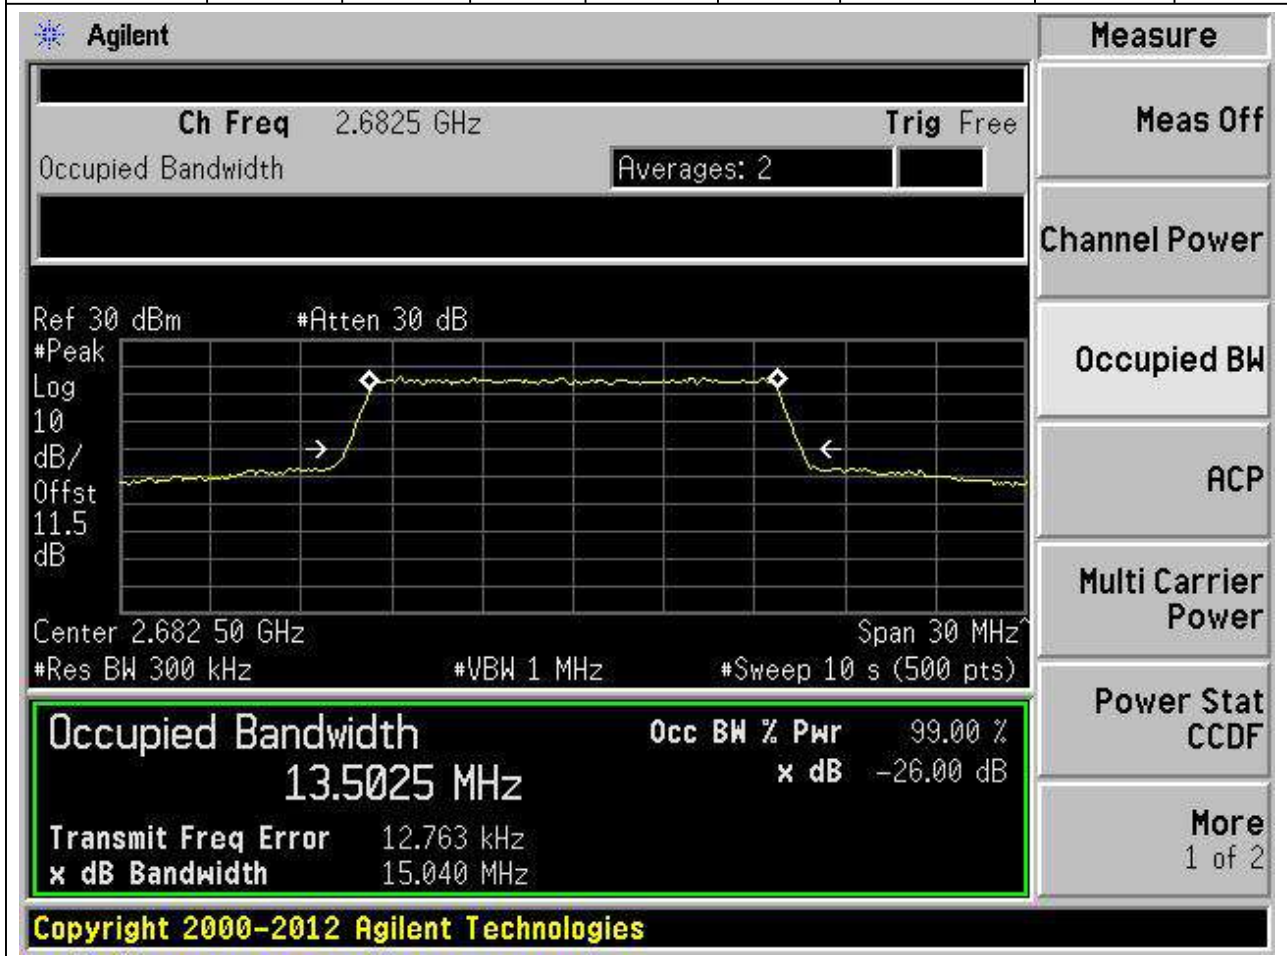 Agilent
Measure
Ch Freq 2.6825 GHz Trig Free
Occupied Bandwidth Averages: 2
Meas Off
Channel Power
Occupied BW
ACP
Multi Carrier
Power
Power Stat
CCDF
More
1 of 2
Ref 30 dBm #Atten 30 dB
#Peak
Log
10
dB/
Offst
11.5
dB
Center 2.682 50 GHz Span 30 MHz^
#Res BW 300 kHz #VBW 1 MHz #Sweep 10 s (500 pts)
Occupied Bandwidth
13.5025 MHz
Occ BW % Pwr 99.00 %
x dB -26.00 dB
Transmit Freq Error 12.763 kHz
x dB Bandwidth 15.040 MHz
Copyright 2000-2012 Agilent Technologies